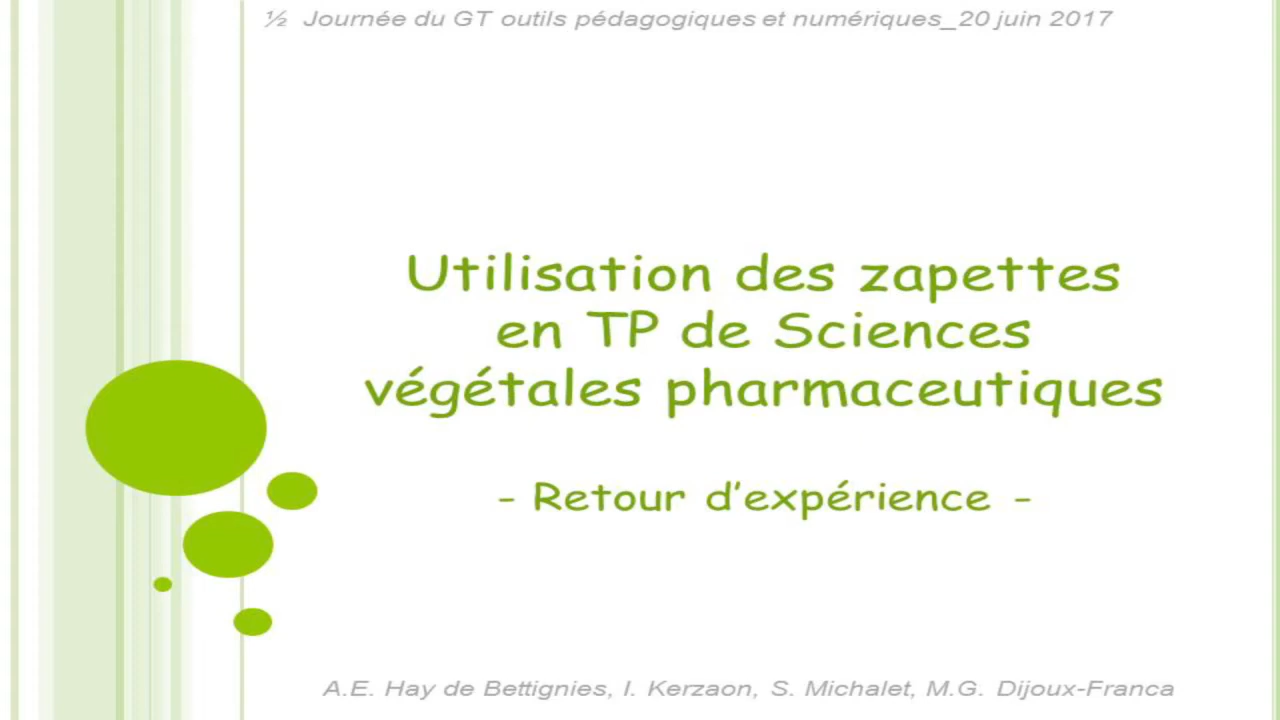 ½ Journée du GT outils pédagogiques et numériques_20 juin 2017
Utilisation des zapettes
en TP de Sciences
végétales pharmaceutiques
- Retour d’expérience -
A.E. Hay de Bettignies, I. Kerzaon, S. Michalet, M.G. Dijoux-Franca